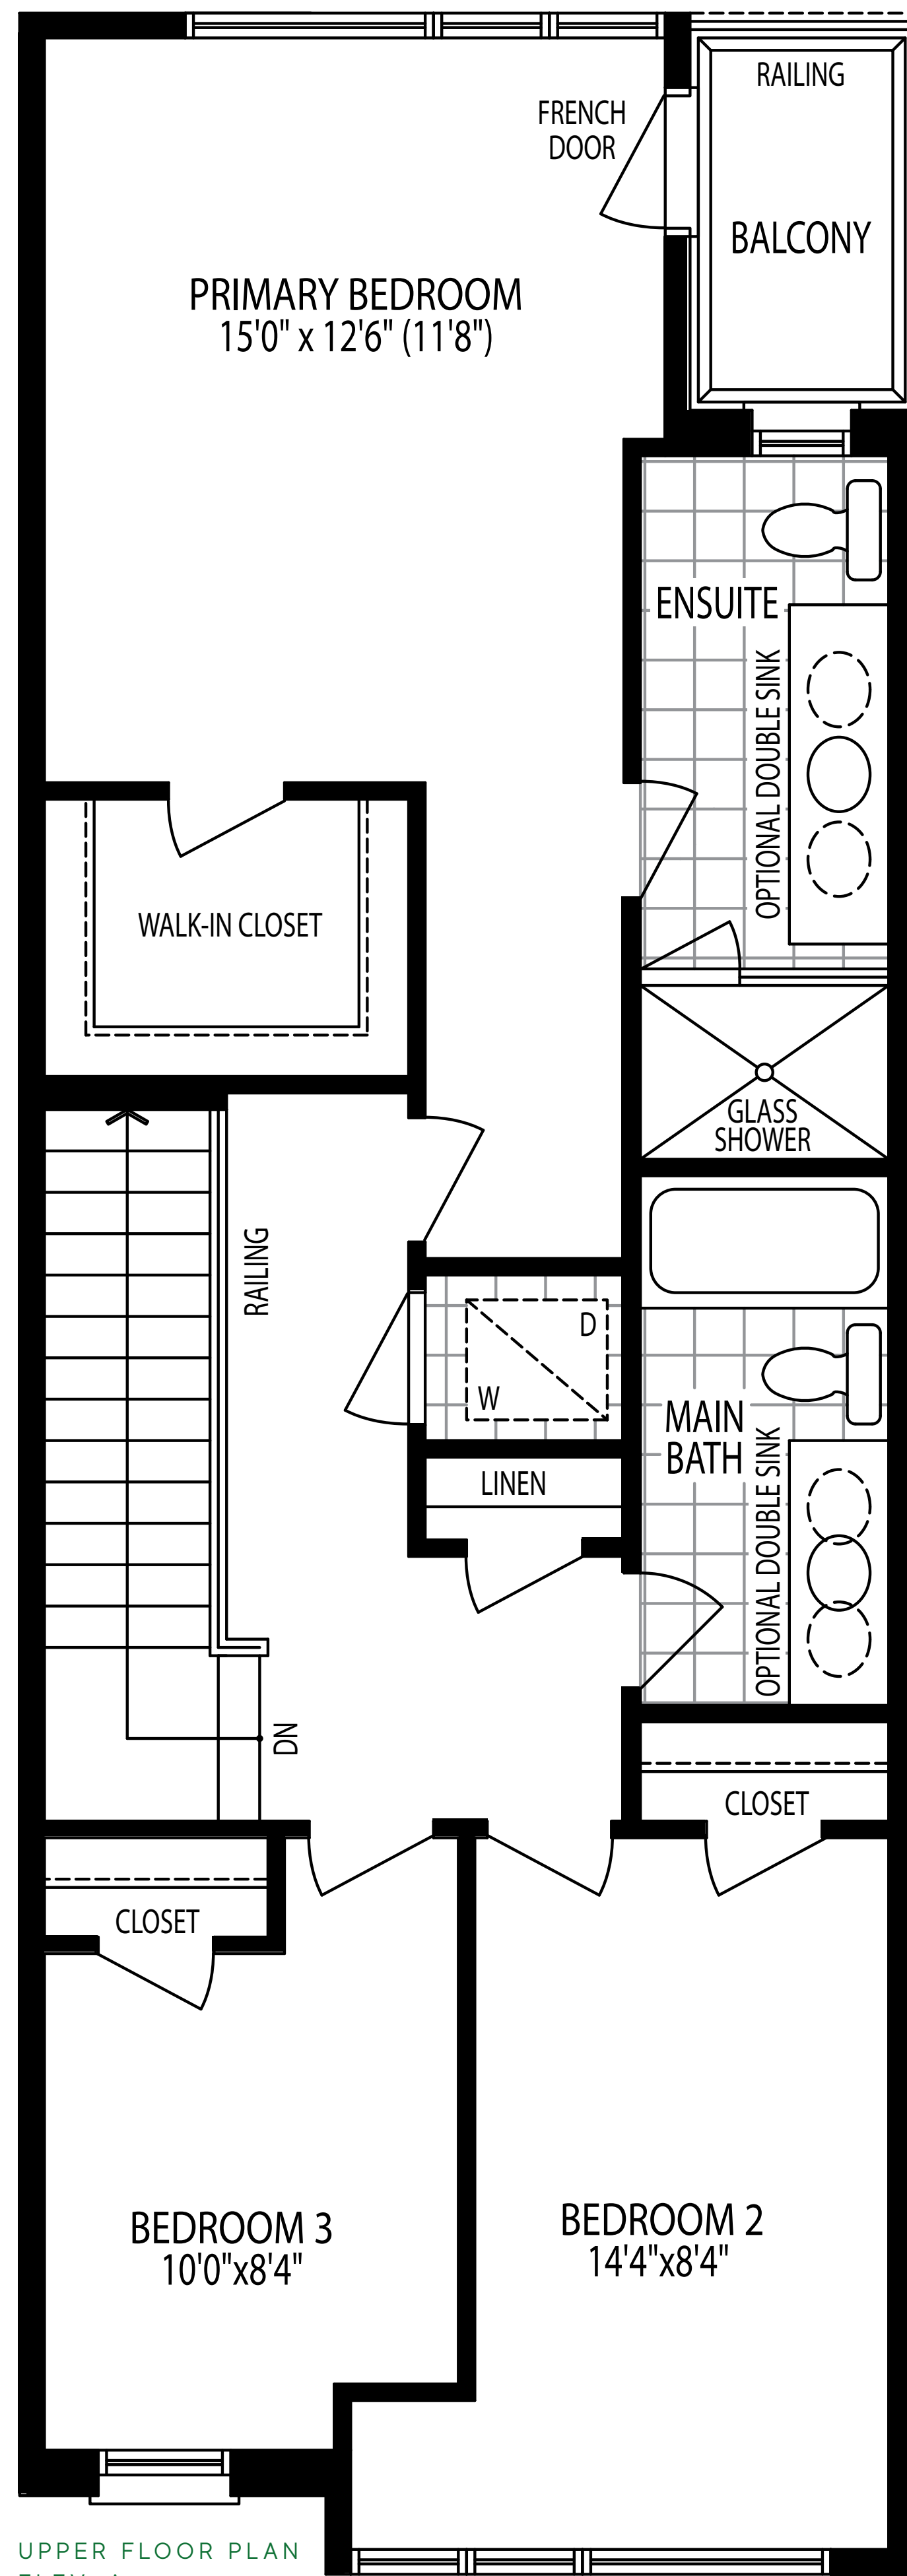 RAILING
FRENCH
DOOR
BALCONY
PRIMARY BEDROOM
15'0" x 12'6" (11'8")
ENSUITE
OPTIONAL DOUBLE SINK
WALK-IN CLOSET
GLASS
SHOWER
RAILING
D
W
MAIN
BATH
LINEN
OPTIONAL DOUBLE SINK
DN
CLOSET
CLOSET
BEDROOM 3
10'0"x8'4"
BEDROOM 2
14'4"x8'4"
UPPER FLOOR PLAN